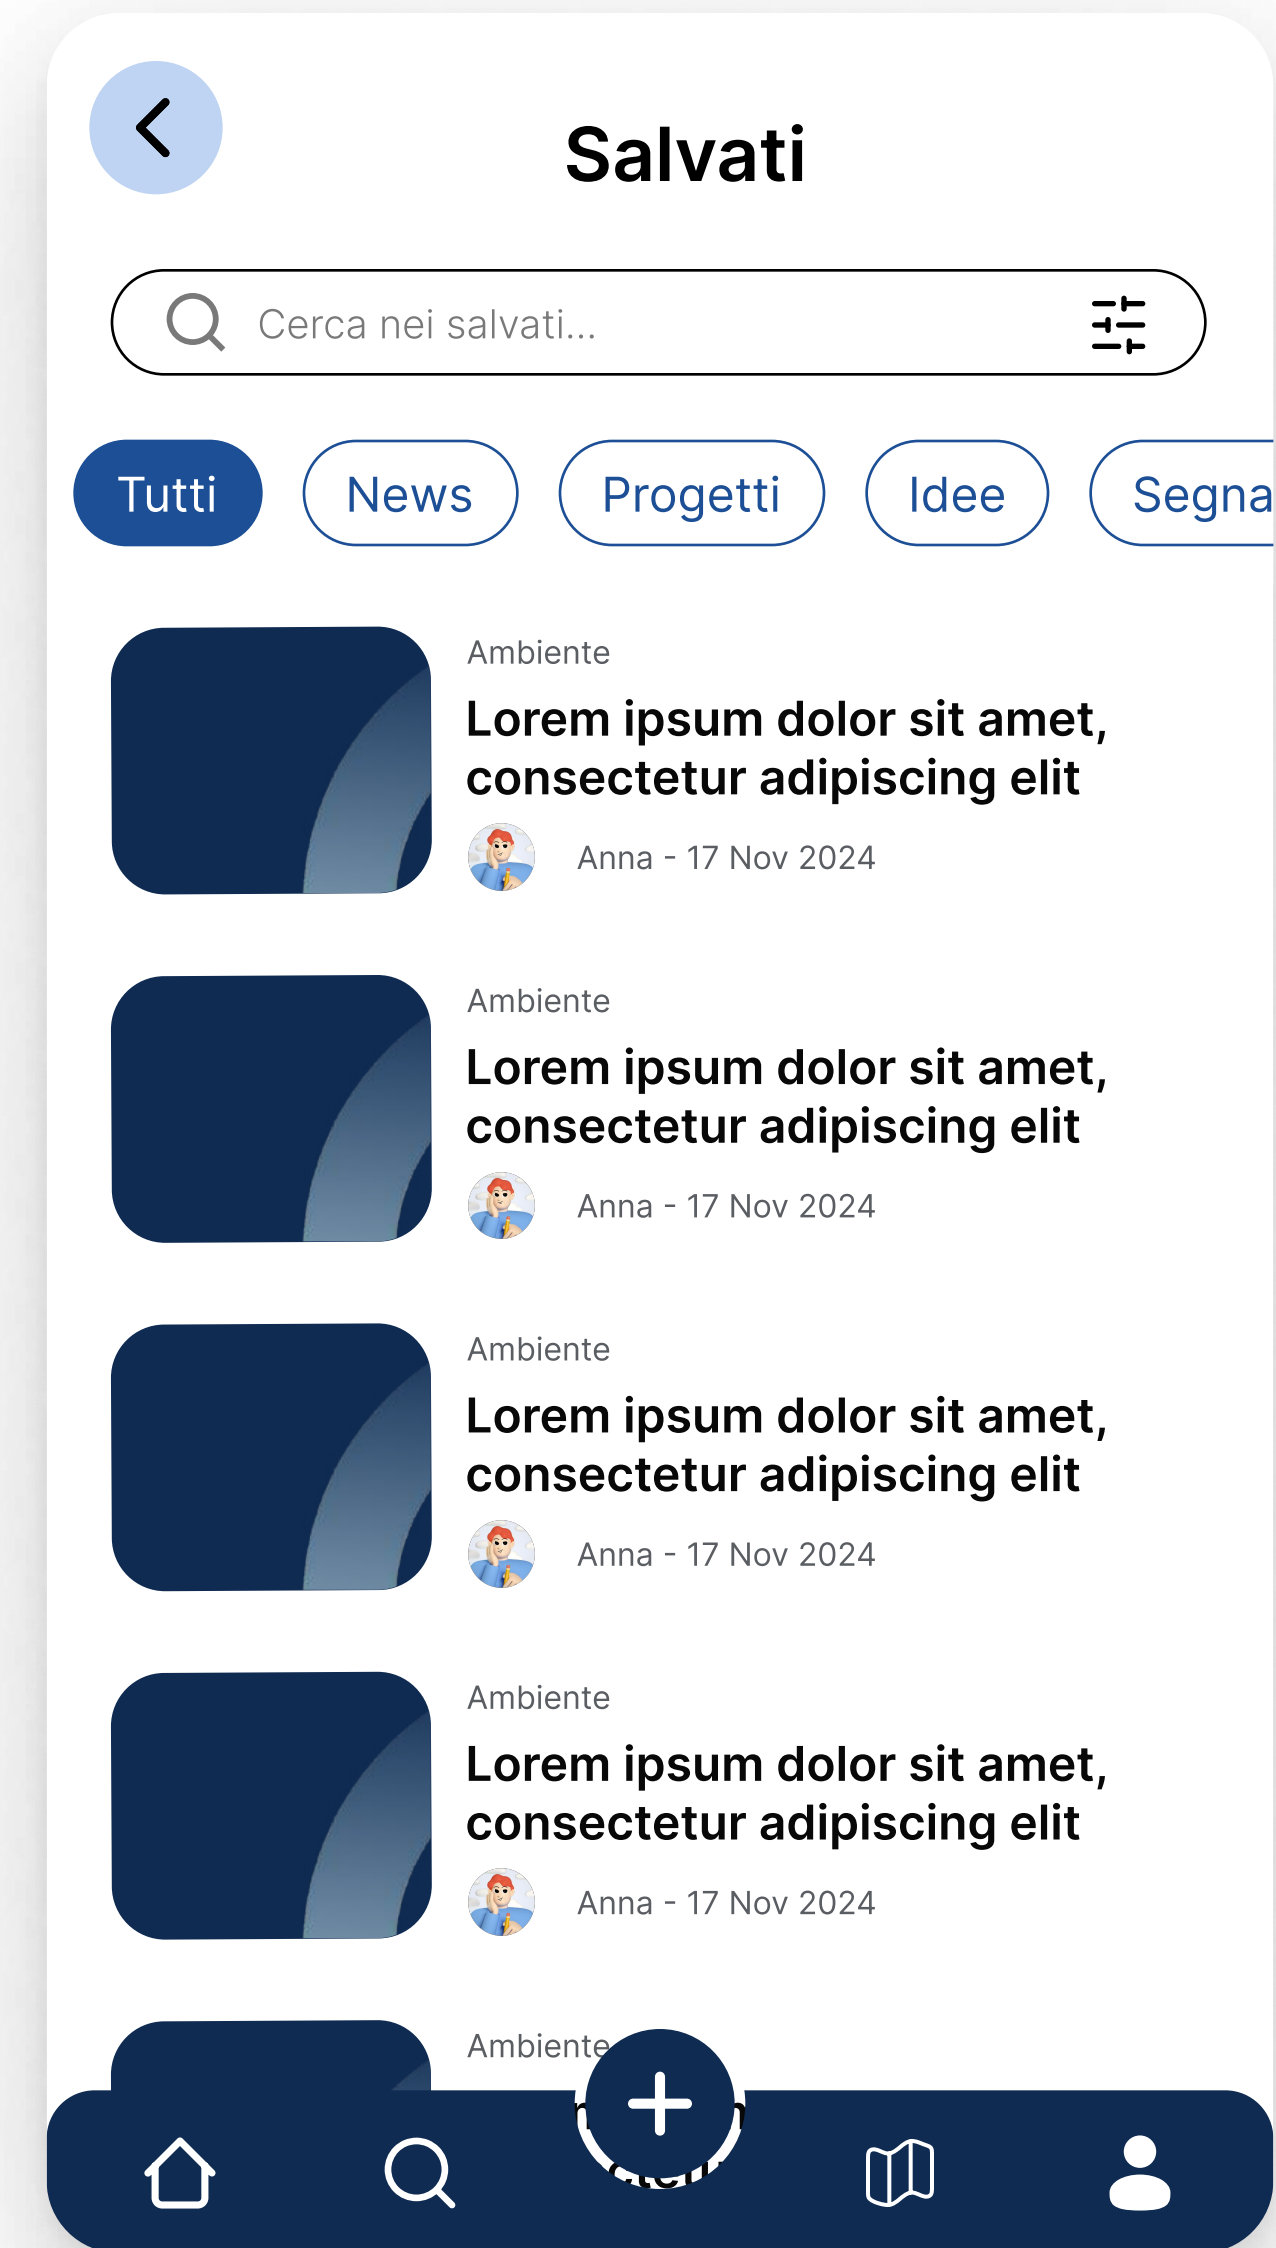 Salvati
Cerca nei salvati...
Tutti
News
Progetti
Idee
Segna
Ambiente
Lorem ipsum dolor sit amet,
consectetur adipiscing elit
Anna - 17 Nov 2024
Ambiente
Lorem ipsum dolor sit amet,
consectetur adipiscing elit
Anna - 17 Nov 2024
Ambiente
Lorem ipsum dolor sit amet,
consectetur adipiscing elit
Anna - 17 Nov 2024
Ambiente
Lorem ipsum dolor sit amet,
consectetur adipiscing elit
Anna - 17 Nov 2024
Ambiente